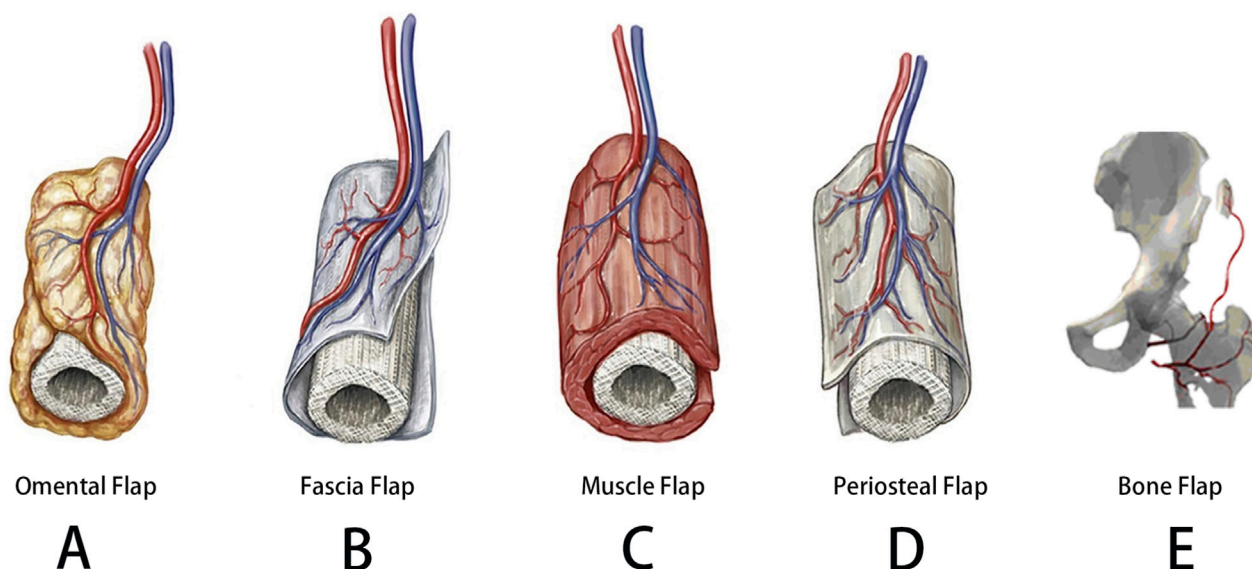 Omental Flap
Fascia Flap
Muscle Flap
Periosteal Flap
Bone Flap
A
B
C
D
E